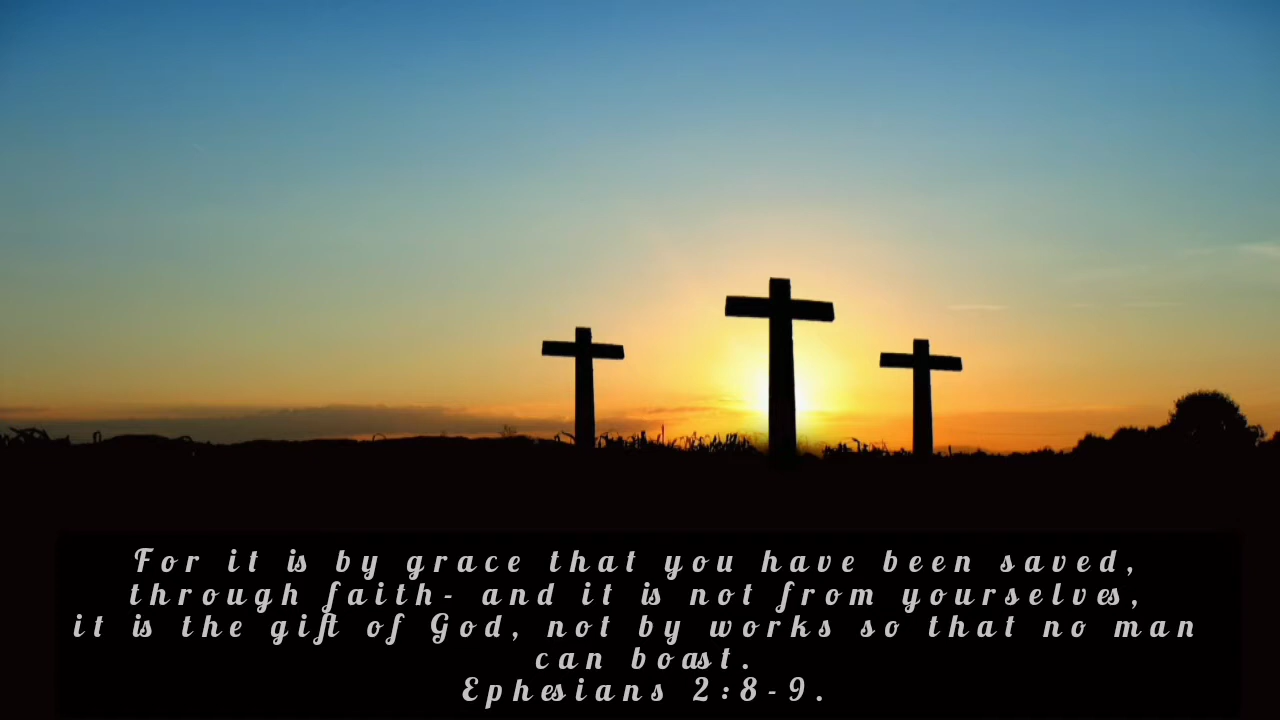 For it is by grace that you have been saved,
through faith- and it is not from yourselves,
it is the gift of God, not by works so that no man
can boast.
Ephesians 2:8-9.